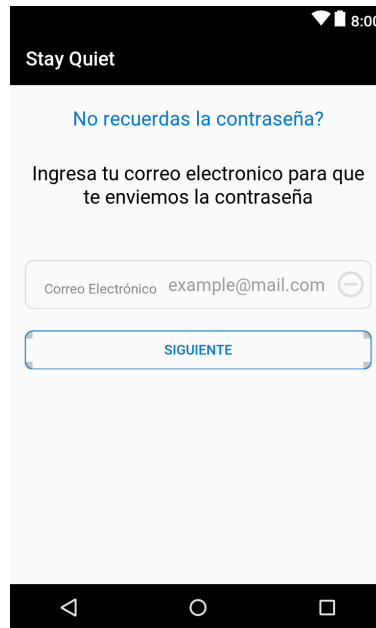 8:00
Stay Quiet
No recuerdas la contraseña?
Ingresa tu correo electronico para que
te enviemos la contraseña
Correo Electrónico example@mail.com
SIGUIENTE